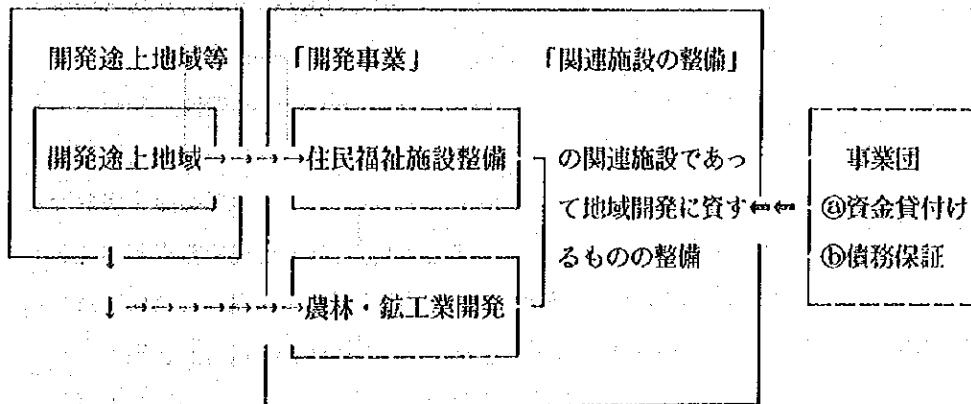 開発途上地域等
「開発事業」
「関連施設の整備」
開発途上地域
住民福祉施設整備
の関連施設であっ
て地域開発に資す
るものの整備
事業団
ⓐ資金貸付け
ⓑ債務保証
農林・鉱工業開発